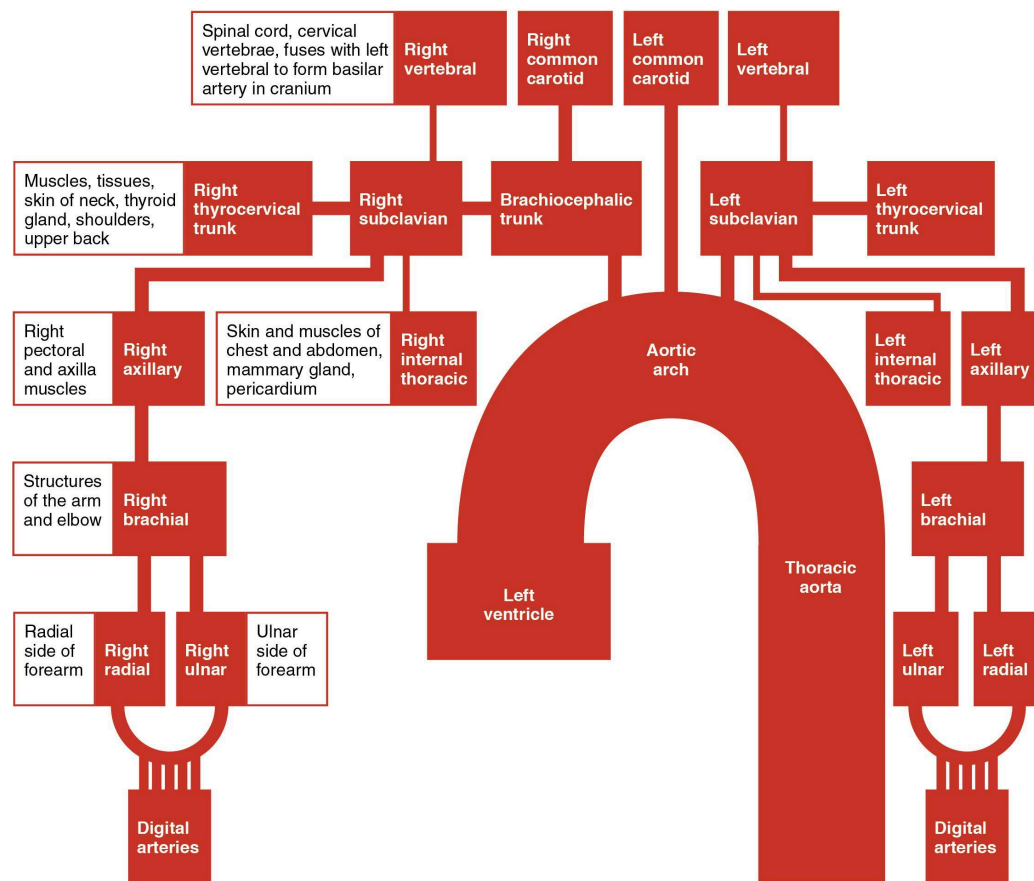 Spinal cord, cervical
vertebrae, fuses with left
vertebral to form basilar
artery in cranium
Right
vertebral
Right
common
carotid
Left
common
carotid
Left
vertebral
Muscles, tissues,
skin of neck, thyroid
gland, shoulders,
upper back
Right
thyrocervical
trunk
Right
subclavian
Brachiocephalic
trunk
Left
subclavian
Left
thyrocervical
trunk
Right
pectoral
and axilla
muscles
Right
axillary
Skin and muscles of
chest and abdomen,
mammary gland,
pericardium
Right
internal
thoracic
Aortic
arch
Left
internal
thoracic
Left
axillary
Structures
of the arm
and elbow
Right
brachial
Left
brachial
Left
ventricle
Thoracic
aorta
Radial
side of
forearm
Right
radial
Right
ulnar
Ulnar
side of
forearm
Left
ulnar
Left
radial
Digital
arteries
Digital
arteries